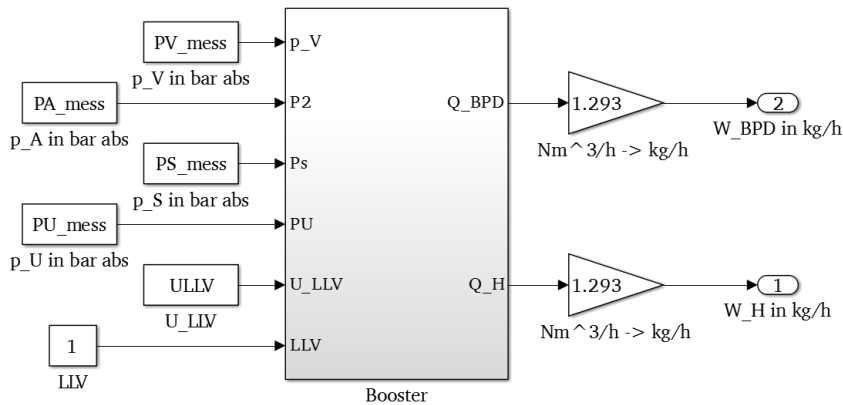 PV_mess
p_V in bar abs
PA_mess
p_A in bar abs
PS_mess
p_S in bar abs
PU_mess
p_U in bar abs
ULLV
U_LLV
1
LLV
p_V
P2
Ps
PU
U_LLV
LLV
Q_BPD
Q_H
Booster
1.293
Nm^3/h -> kg/h
2
W_BPD in kg/h
1.293
Nm^3/h -> kg/h
1
W_H in kg/h